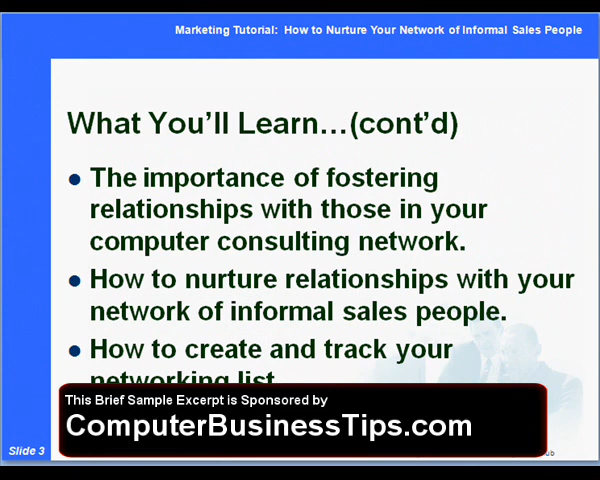 Marketing Tutorial: How to Nurture Your Network of Informal Sales People
What You'll Learn…(cont'd)
● The importance of fostering
relationships with those in your
computer consulting network.
● How to nurture relationships with your
network of informal sales people.
● How to create and track your
networking list
This Brief Sample Excerpt is Sponsored by
ComputerBusinessTips.com
Slide 3